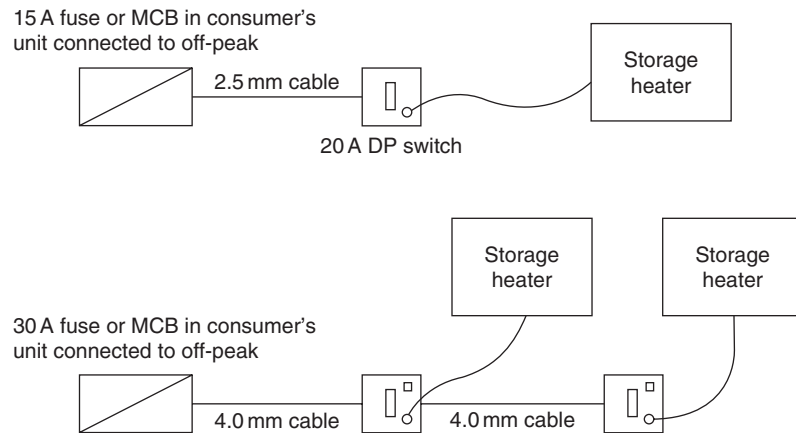 15 A fuse or MCB in consumer's
unit connected to off-peak
2.5 mm cable
20 A DP switch
Storage
heater
Storage
heater
Storage
heater
30 A fuse or MCB in consumer's
unit connected to off-peak
4.0 mm cable
4.0 mm cable